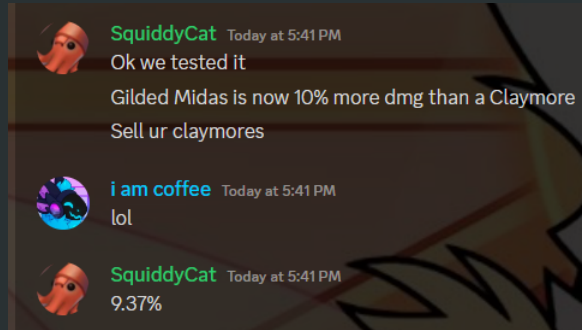 SquiddyCat Today at 5:41 PM
Ok we tested it
Gilded Midas is now 10% more dmg than a Claymore
Sell ur claymores
i am coffee Today at 5:41 PM
lol
SquiddyCat Today at 5:41 PM
9.37%